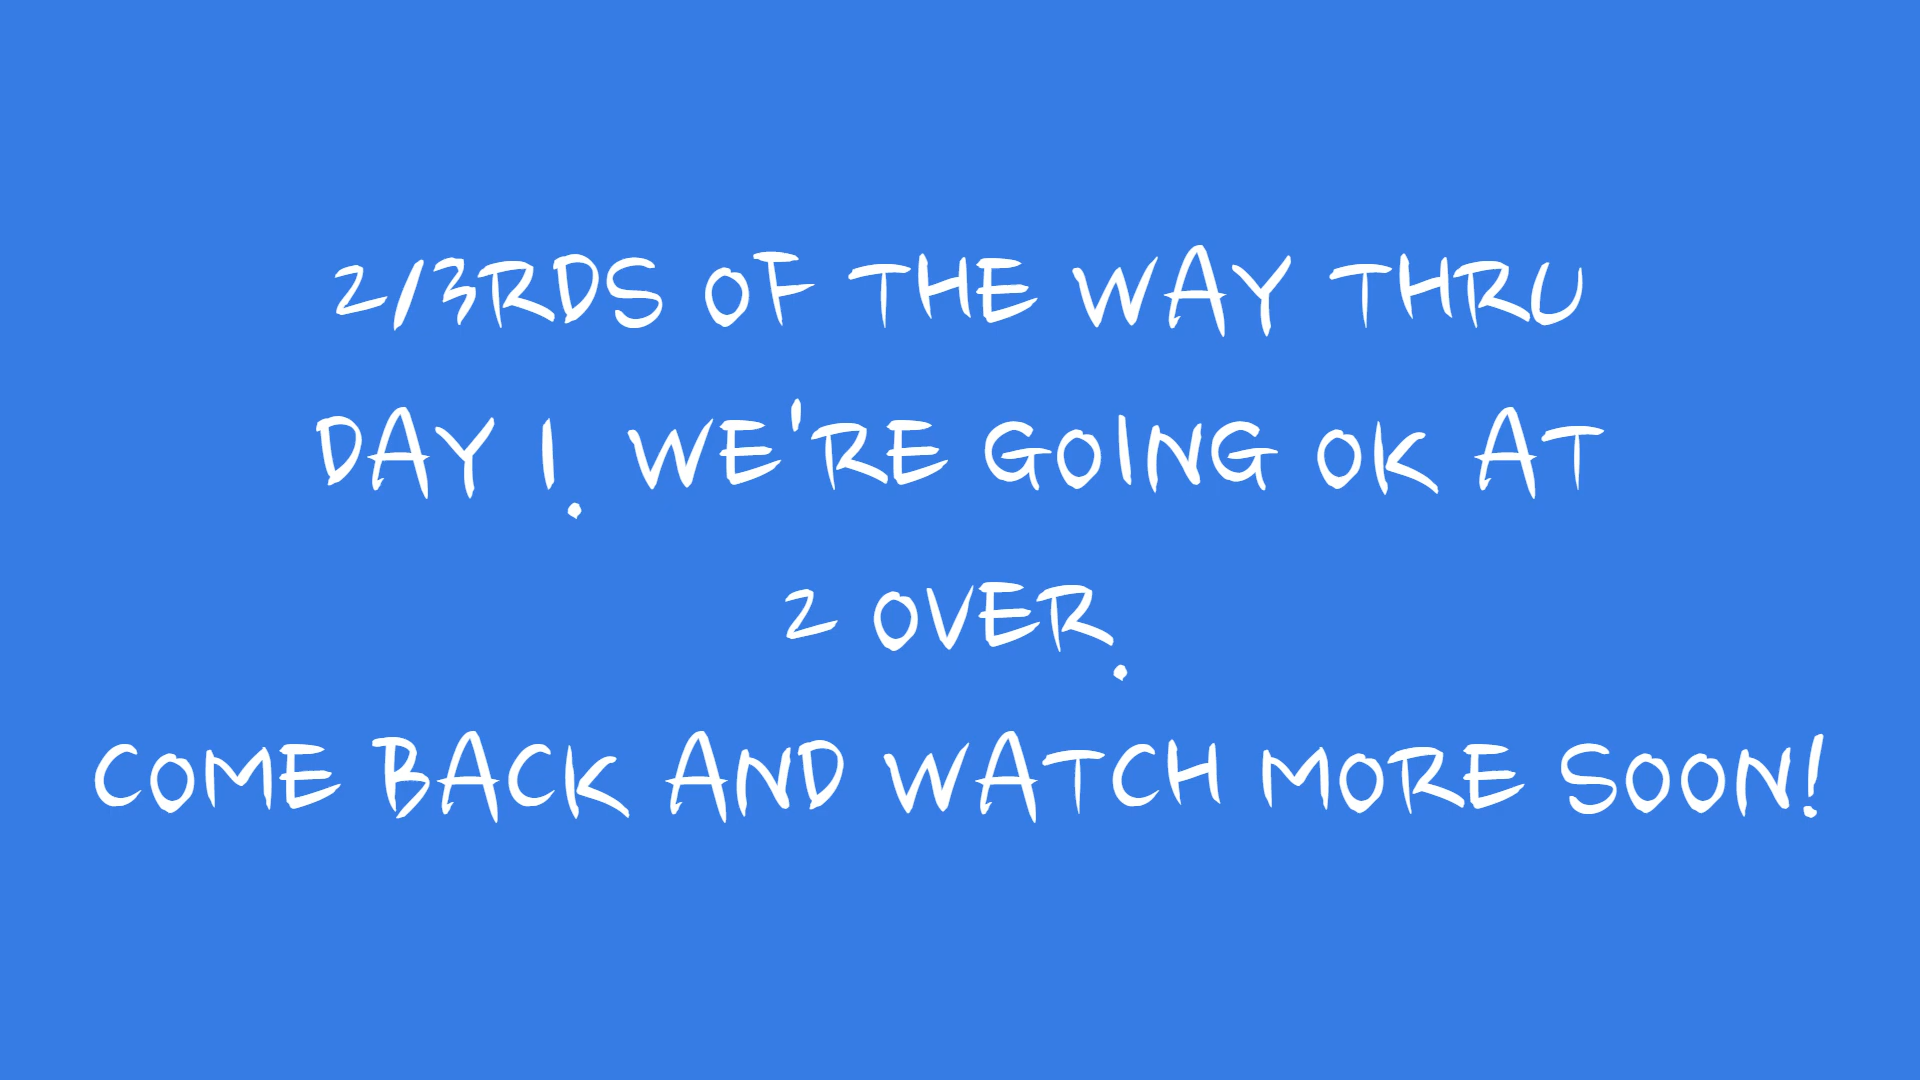 2/3RDS OF THE WAY THRU
DAY 1. WE'RE GOING OK AT
2 OVER.
COME BACK AND WATCH MORE SOON!